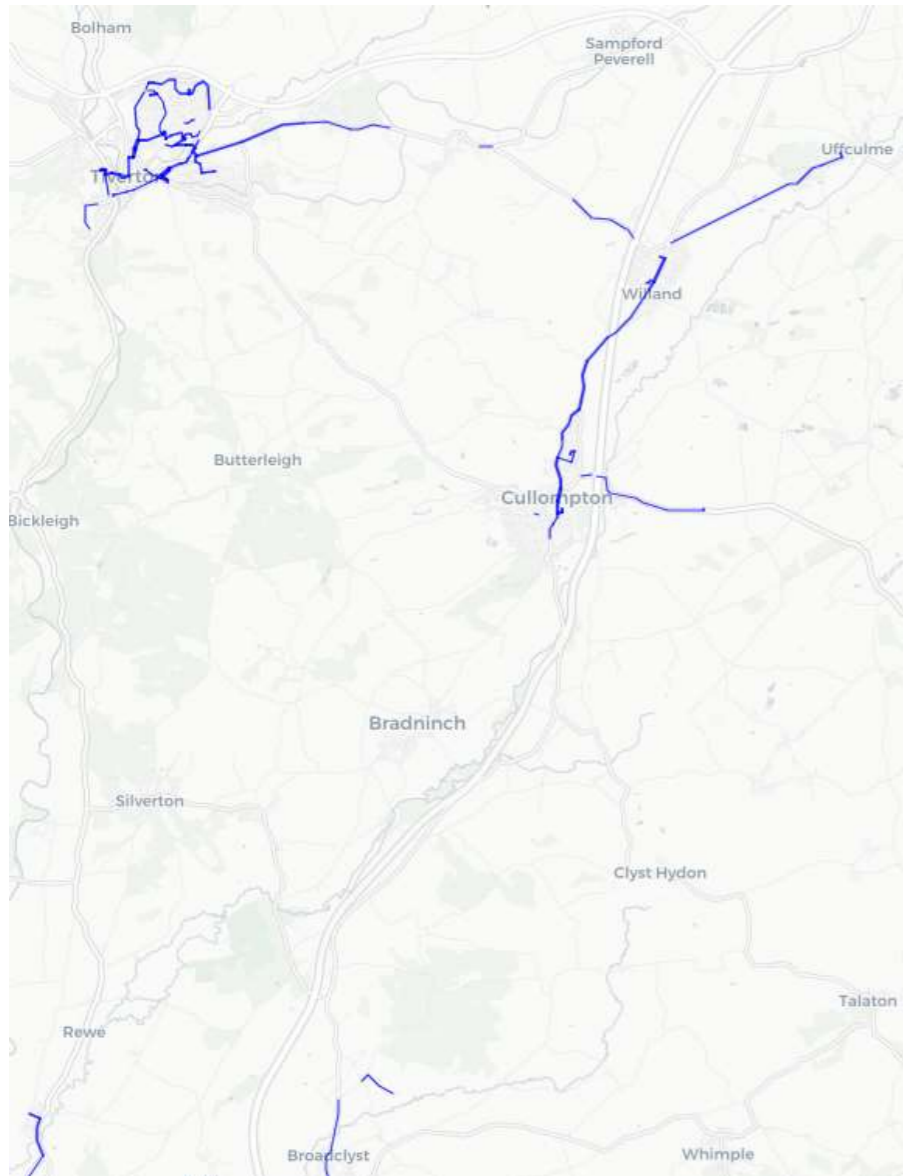 Bolham
Sampford
Peverell
Uffculme
Tiverton
Willand
Butterleigh
Cullompton
Bickleigh
Bradninch
Silverton
Clyst Hydon
Talaton
Rewe
Broadclyst
Whimple